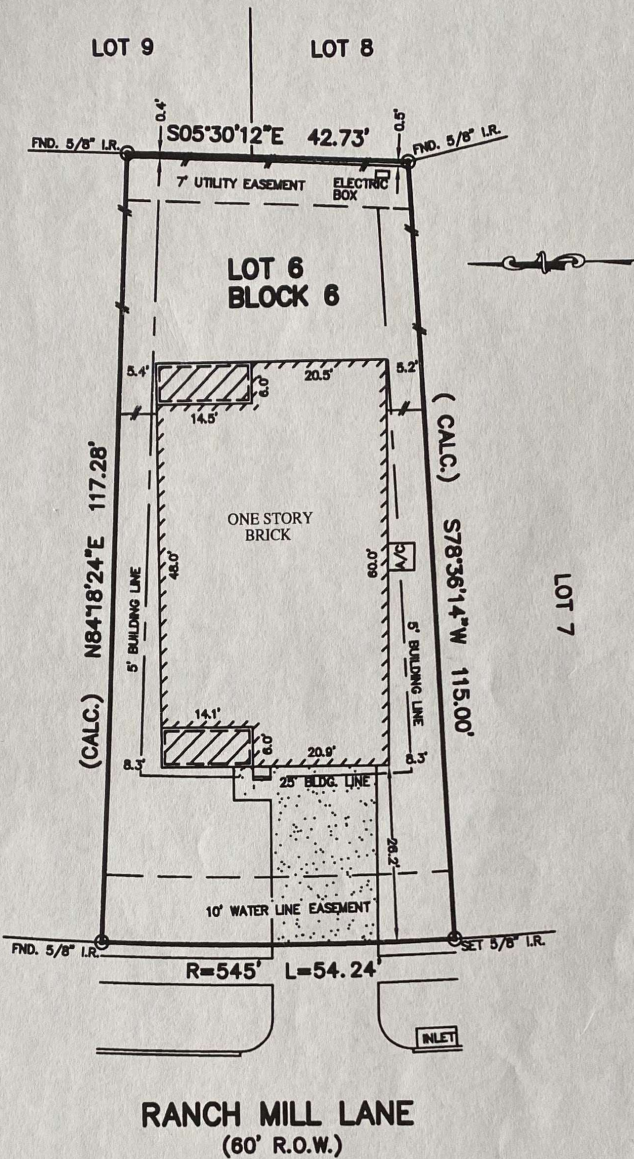 LOT 9
LOT 8
0.4'
0.5'
FND. 5/8" I.R.
S05°30'12"E 42.73'
FND. 5/8" I.R.
7' UTILITY EASEMENT
ELECTRIC
BOX
LOT 6
BLOCK 6
5.4'
20.5'
5.2'
6.0'
14.5'
(CALC.) N84°18'24"E 117.28'
( CALC.) S78°36'14"W 115.00'
ONE STORY
BRICK
48.0'
60.0'
A/C
LOT 7
5' BUILDING LINE
5' BUILDING LINE
14.1'
6.0'
20.9'
8.3'
8.3'
25' BLDG. LINE
26.2'
10' WATER LINE EASEMENT
FND. 5/8" I.R.
SET 5/8" I.R.
R=545' L=54.24'
INLET
RANCH MILL LANE
(60' R.O.W.)